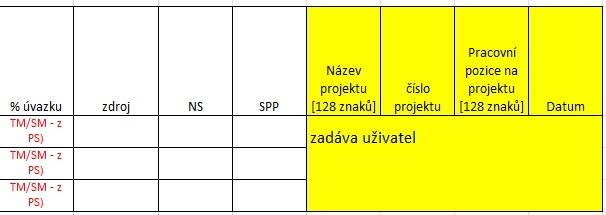 % úvazku
zdroj
NS
SPP
Název
projektu
[128 znaků]
číslo
projektu
Pracovní
pozice na
projektu
[128 znaků]
Datum
TM/SM - z
PS)
TM/SM - z
PS)
TM/SM - z
PS)
zadáva uživatel